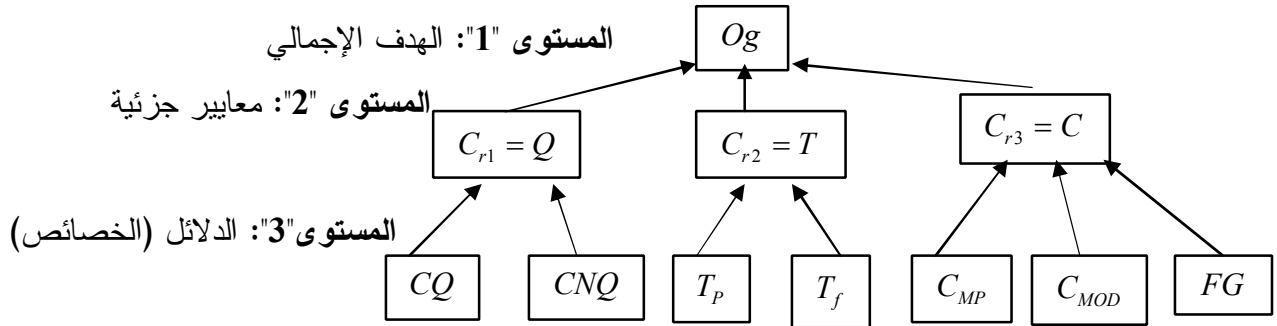 المستوى "1": الهدف الإجمالي
Og
المستوى "2": معايير جزئية
C_{r1} = Q
C_{r2} = T
C_{r3} = C
المستوى"3": الدلائل (الخصائص)
CQ
CNQ
T_P
T_f
C_{MP}
C_{MOD}
FG